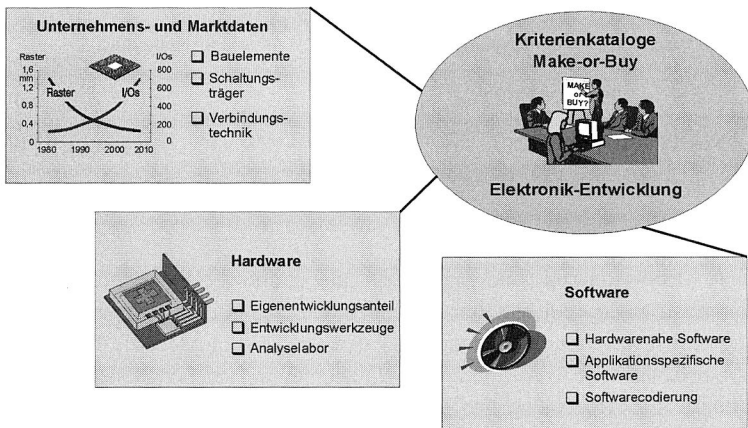 Unternehmens- und Marktdaten
Raster
I/Os
1,6
mm
1,2
0,8
0,4
0
800
600
400
200
0
Raster
I/Os
1980 1990 2000 2010
Bauelemente
Schaltungs-
träger
Verbindungs-
technik
Kriterienkataloge
Make-or-Buy
MAKE
or
BUY?
Elektronik-Entwicklung
Hardware
Eigenentwicklungsanteil
Entwicklungswerkzeuge
Analyselabor
Software
Hardwarenahe Software
Applikationsspezifische
Software
Softwarecodierung